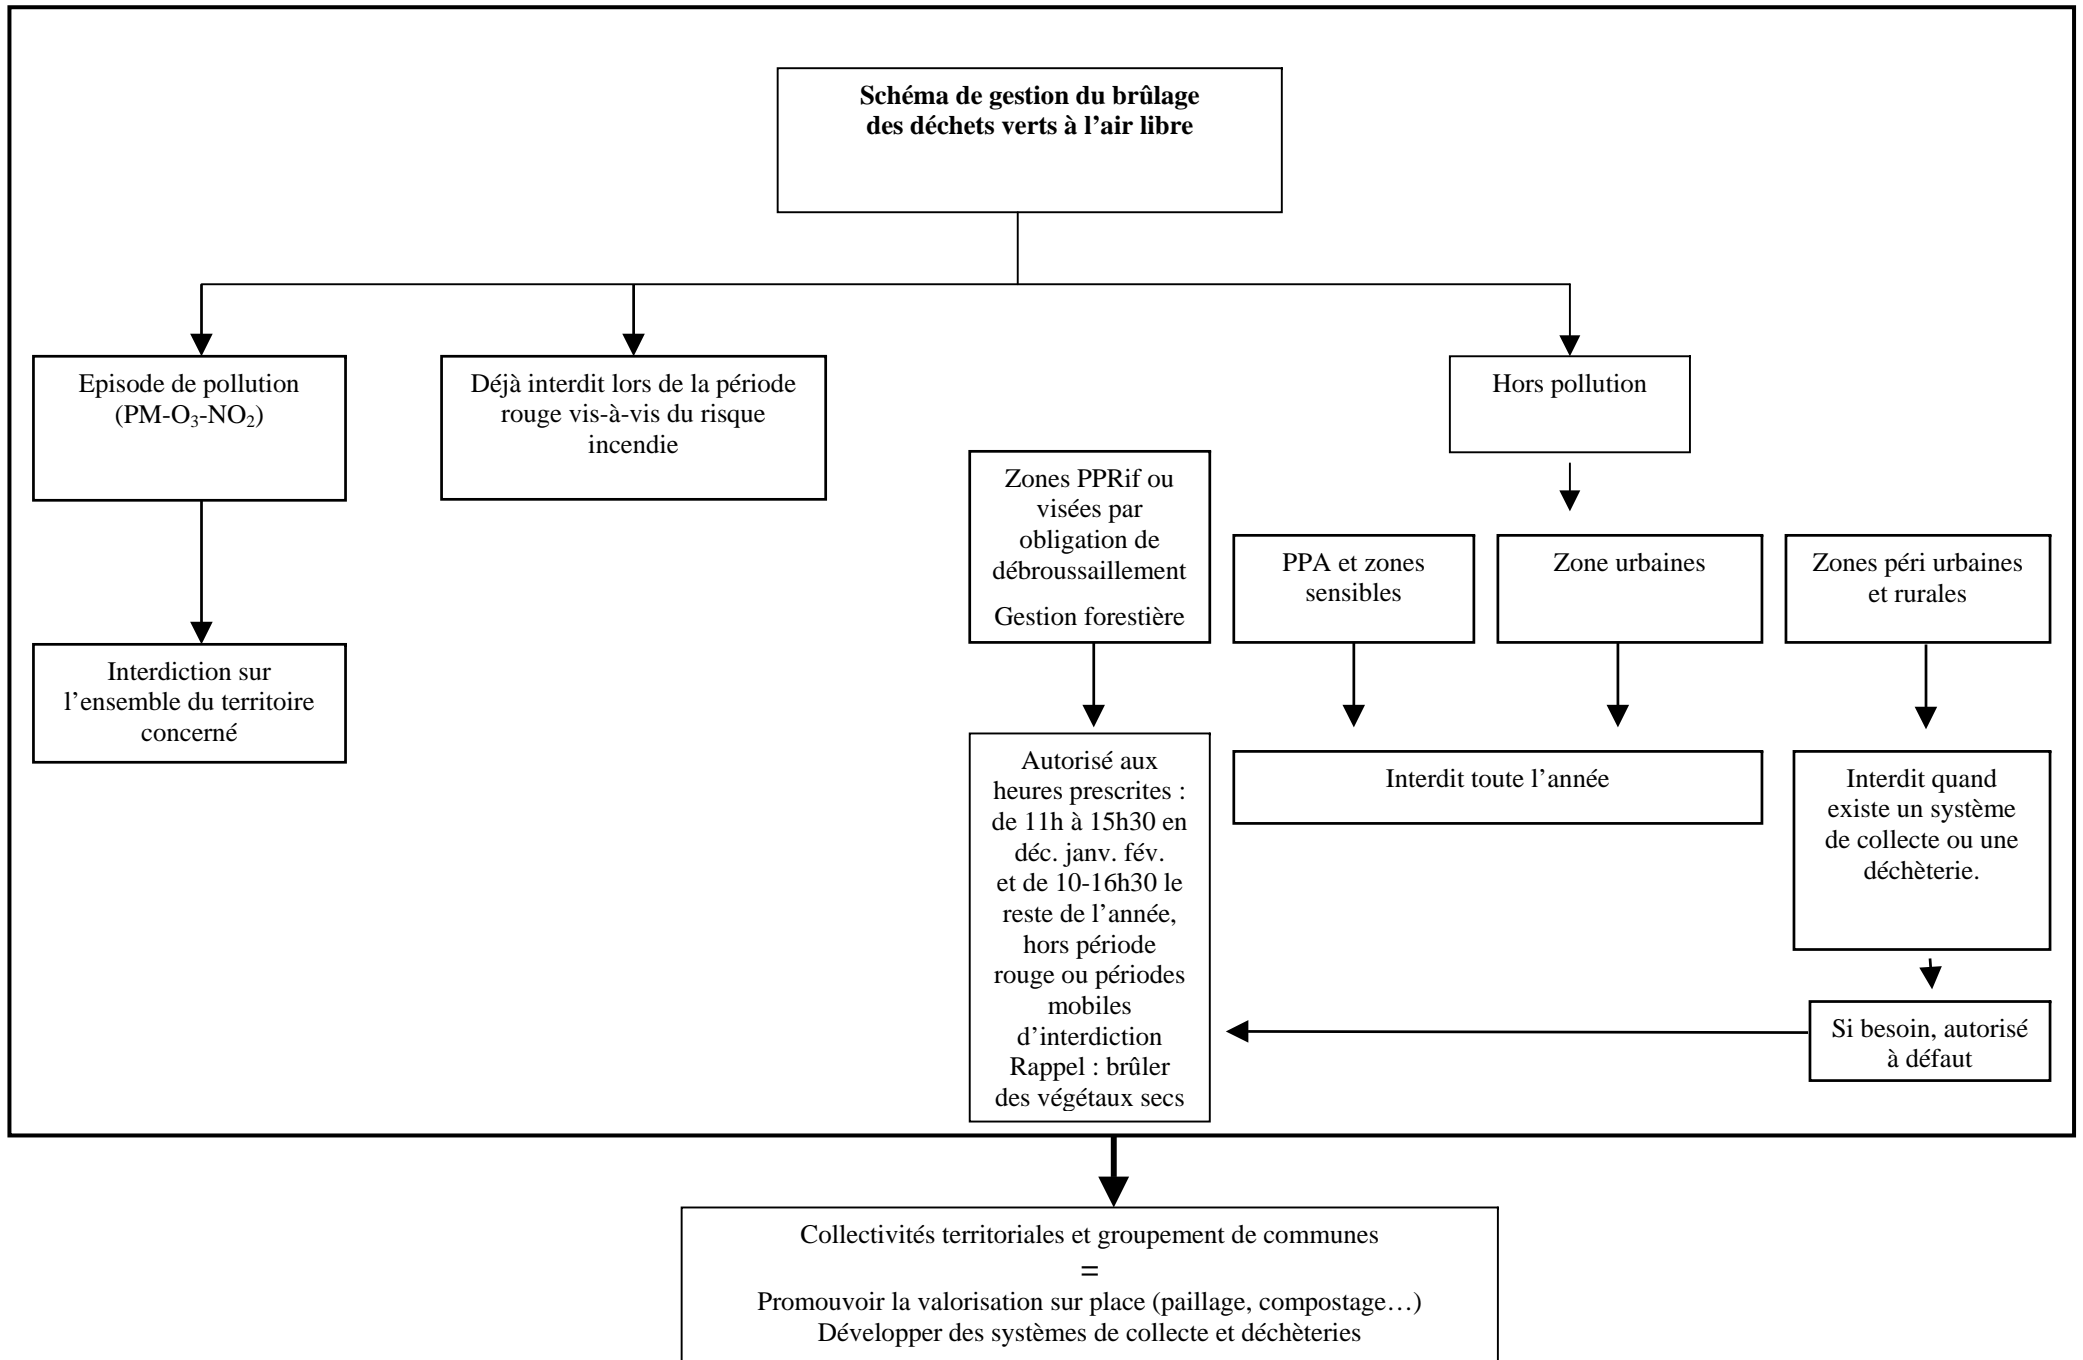 Schéma de gestion du brûlage
des déchets verts à l’air libre
Episode de pollution
(PM-O₃-NO₂)
Déjà interdit lors de la période
rouge vis-à-vis du risque
incendie
Hors pollution
Zones PPRif ou
visées par
obligation de
débroussaillement
Gestion forestière
PPA et zones
sensibles
Zone urbaines
Zones péri urbaines
et rurales
Interdiction sur
l’ensemble du territoire
concerné
Autorisé aux
heures prescrites :
de 11h à 15h30 en
déc. janv. fév.
et de 10-16h30 le
reste de l’année,
hors période
rouge ou périodes
mobiles
d’interdiction
Rappel : brûler
des végétaux secs
Interdit toute l’année
Interdit quand
existe un système
de collecte ou une
déchèterie.
Si besoin, autorisé
à défaut
Collectivités territoriales et groupement de communes
=
Promouvoir la valorisation sur place (paillage, compostage…)
Développer des systèmes de collecte et déchèteries